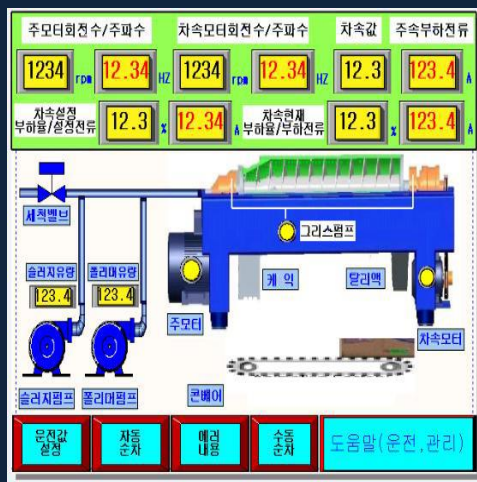 주모터회전수/주파수 차속모터회전수/주파수 차속값 주속부하전류
1234 rpm 12.34 HZ 1234 rpm 12.34 HZ 12.3 123.4 A
차속설정 부하율/설정전류 12.3 % 12.34 A 차속현재 부하율/부하전류 12.3 % 123.4 A
세척밸브
그리스펌프
슬러지유량 폴리머유량
케 익 탈리액
123.4 123.4
주모터
차속모터
슬러지펌프 폴리머펌프 콘베어
운전값 설정
자동 순차
에러 내용
수동 순차
도움말(운전,관리)